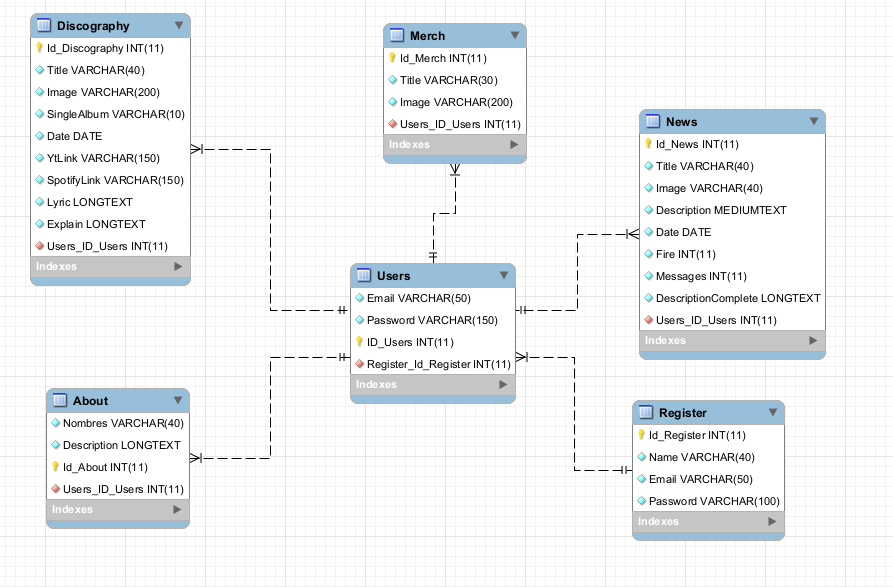 Discography
Id_Discography INT(11)
Title VARCHAR(40)
Image VARCHAR(200)
SingleAlbum VARCHAR(10)
Date DATE
YtLink VARCHAR(150)
SpotifyLink VARCHAR(150)
Lyric LONGTEXT
Explain LONGTEXT
Users_ID_Users INT(11)
Indexes
Merch
Id_Merch INT(11)
Title VARCHAR(30)
Image VARCHAR(200)
Users_ID_Users INT(11)
Indexes
News
Id_News INT(11)
Title VARCHAR(40)
Image VARCHAR(40)
Description MEDIUMTEXT
Date DATE
Fire INT(11)
Messages INT(11)
DescriptionComplete LONGTEXT
Users_ID_Users INT(11)
Indexes
Users
Email VARCHAR(50)
Password VARCHAR(150)
ID_Users INT(11)
Register_Id_Register INT(11)
Indexes
About
Nombres VARCHAR(40)
Description LONGTEXT
Id_About INT(11)
Users_ID_Users INT(11)
Indexes
Register
Id_Register INT(11)
Name VARCHAR(40)
Email VARCHAR(50)
Password VARCHAR(100)
Indexes